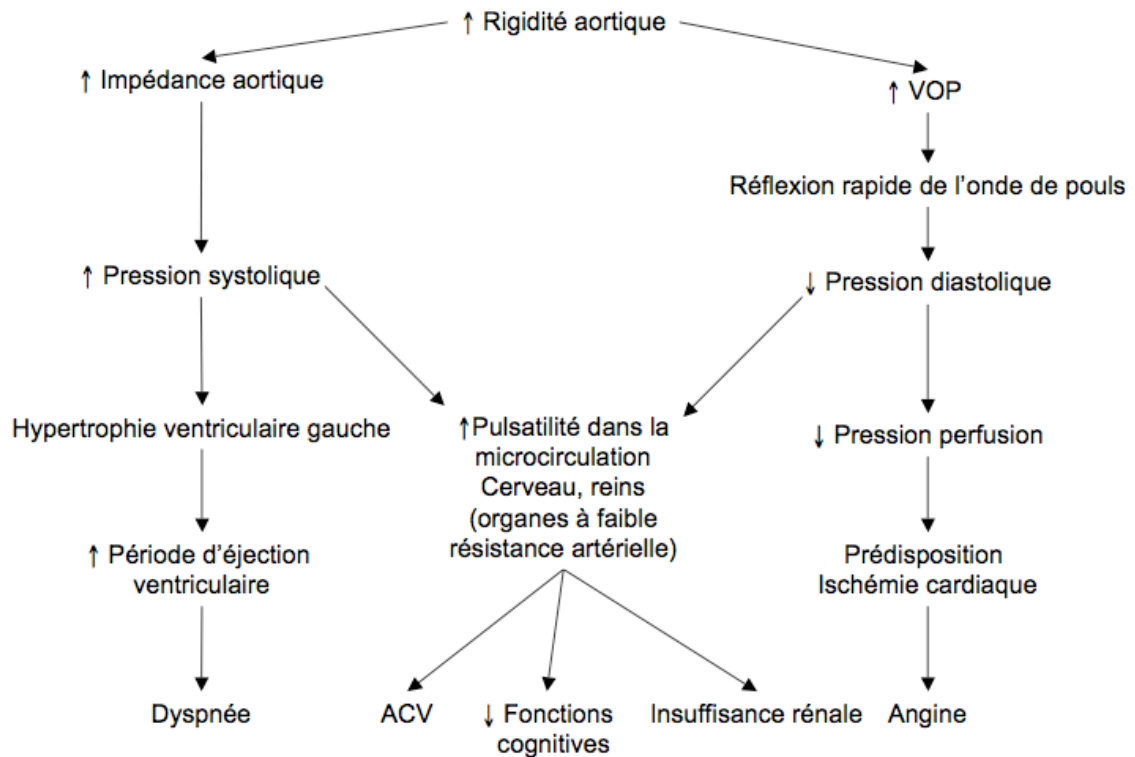 ↑ Rigidité aortique
↑ Impédance aortique
↑ VOP
Réflexion rapide de l’onde de pouls
↑ Pression systolique
↓ Pression diastolique
Hypertrophie ventriculaire gauche
↑Pulsatilité dans la
microcirculation
Cerveau, reins
(organes à faible
résistance artérielle)
↓ Pression perfusion
↑ Période d’éjection
ventriculaire
Prédisposition
Ischémie cardiaque
Dyspnée
ACV
↓ Fonctions
cognitives
Insuffisance rénale
Angine